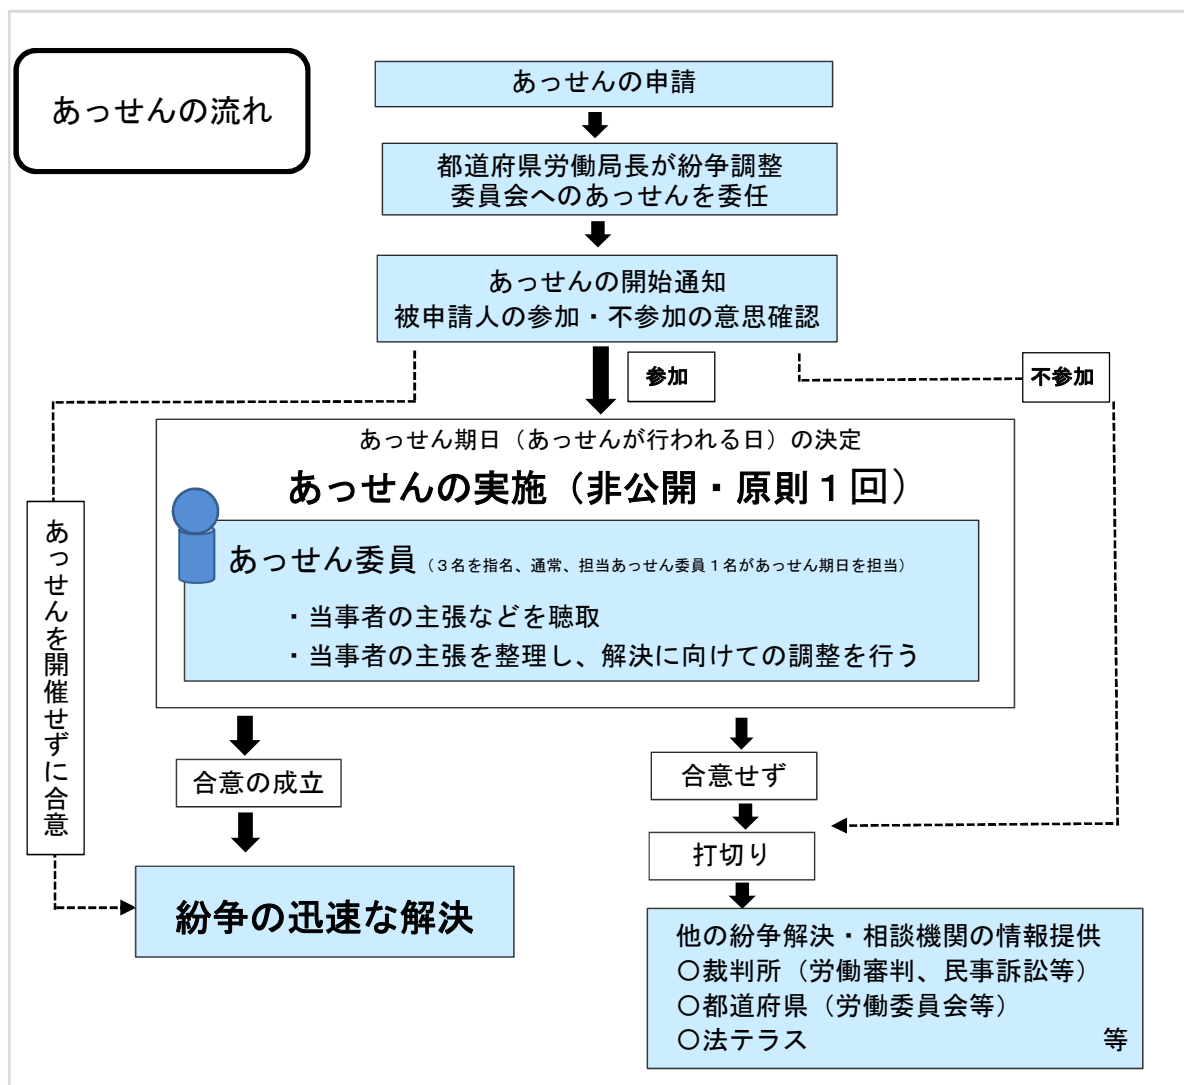 あっせんの流れ
あっせんの申請
都道府県労働局長が紛争調整
委員会へのあっせんを委任
あっせんの開始通知
被申請人の参加・不参加の意思確認
参加
不参加
あっせんを開催せずに合意
あっせん期日（あっせんが行われる日）の決定
あっせんの実施（非公開・原則１回）
あっせん委員（３名を指名、通常、担当あっせん委員１名があっせん期日を担当）
・当事者の主張などを聴取
・当事者の主張を整理し、解決に向けての調整を行う
合意の成立
合意せず
打切り
紛争の迅速な解決
他の紛争解決・相談機関の情報提供
〇裁判所（労働審判、民事訴訟等）
〇都道府県（労働委員会等）
〇法テラス 等